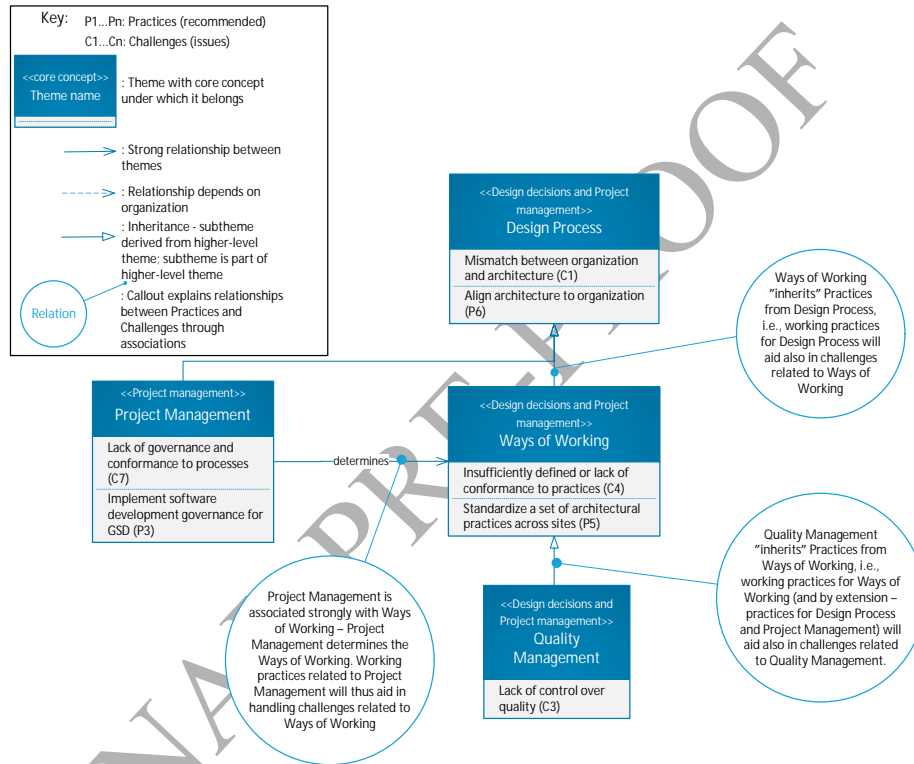 Key: P1...Pn: Practices (recommended)
C1...Cn: Challenges (issues)
<<core concept>>
Theme name
: Theme with core concept
under which it belongs
: Strong relationship between
themes
: Relationship depends on
organization
: Inheritance - subtheme
derived from higher-level
theme; subtheme is part of
higher-level theme
Relation
: Callout explains relationships
between Practices and
Challenges through
associations
<<Design decisions and Project
management>>
Design Process
Mismatch between organization
and architecture (C1)
Align architecture to organization
(P6)
Ways of Working
"inherits" Practices
from Design Process,
i.e., working practices
for Design Process will
aid also in challenges
related to Ways of
Working
<<Project management>>
Project Management
Lack of governance and
conformance to processes
(C7)
Implement software
development governance for
GSD (P3)
determines
<<Design decisions and Project
management>>
Ways of Working
Insufficiently defined or lack of
conformance to practices (C4)
Standardize a set of architectural
practices across sites (P5)
Project Management is
associated strongly with Ways
of Working – Project
Management determines the
Ways of Working. Working
practices related to Project
Management will thus aid in
handling challenges related to
Ways of Working
<<Design decisions and
Project management>>
Quality
Management
Lack of control over
quality (C3)
Quality Management
"inherits" Practices from
Ways of Working, i.e.,
working practices for Ways of
Working (and by extension –
practices for Design Process
and Project Management) will
aid also in challenges related
to Quality Management.
NAL PRE-PROOF